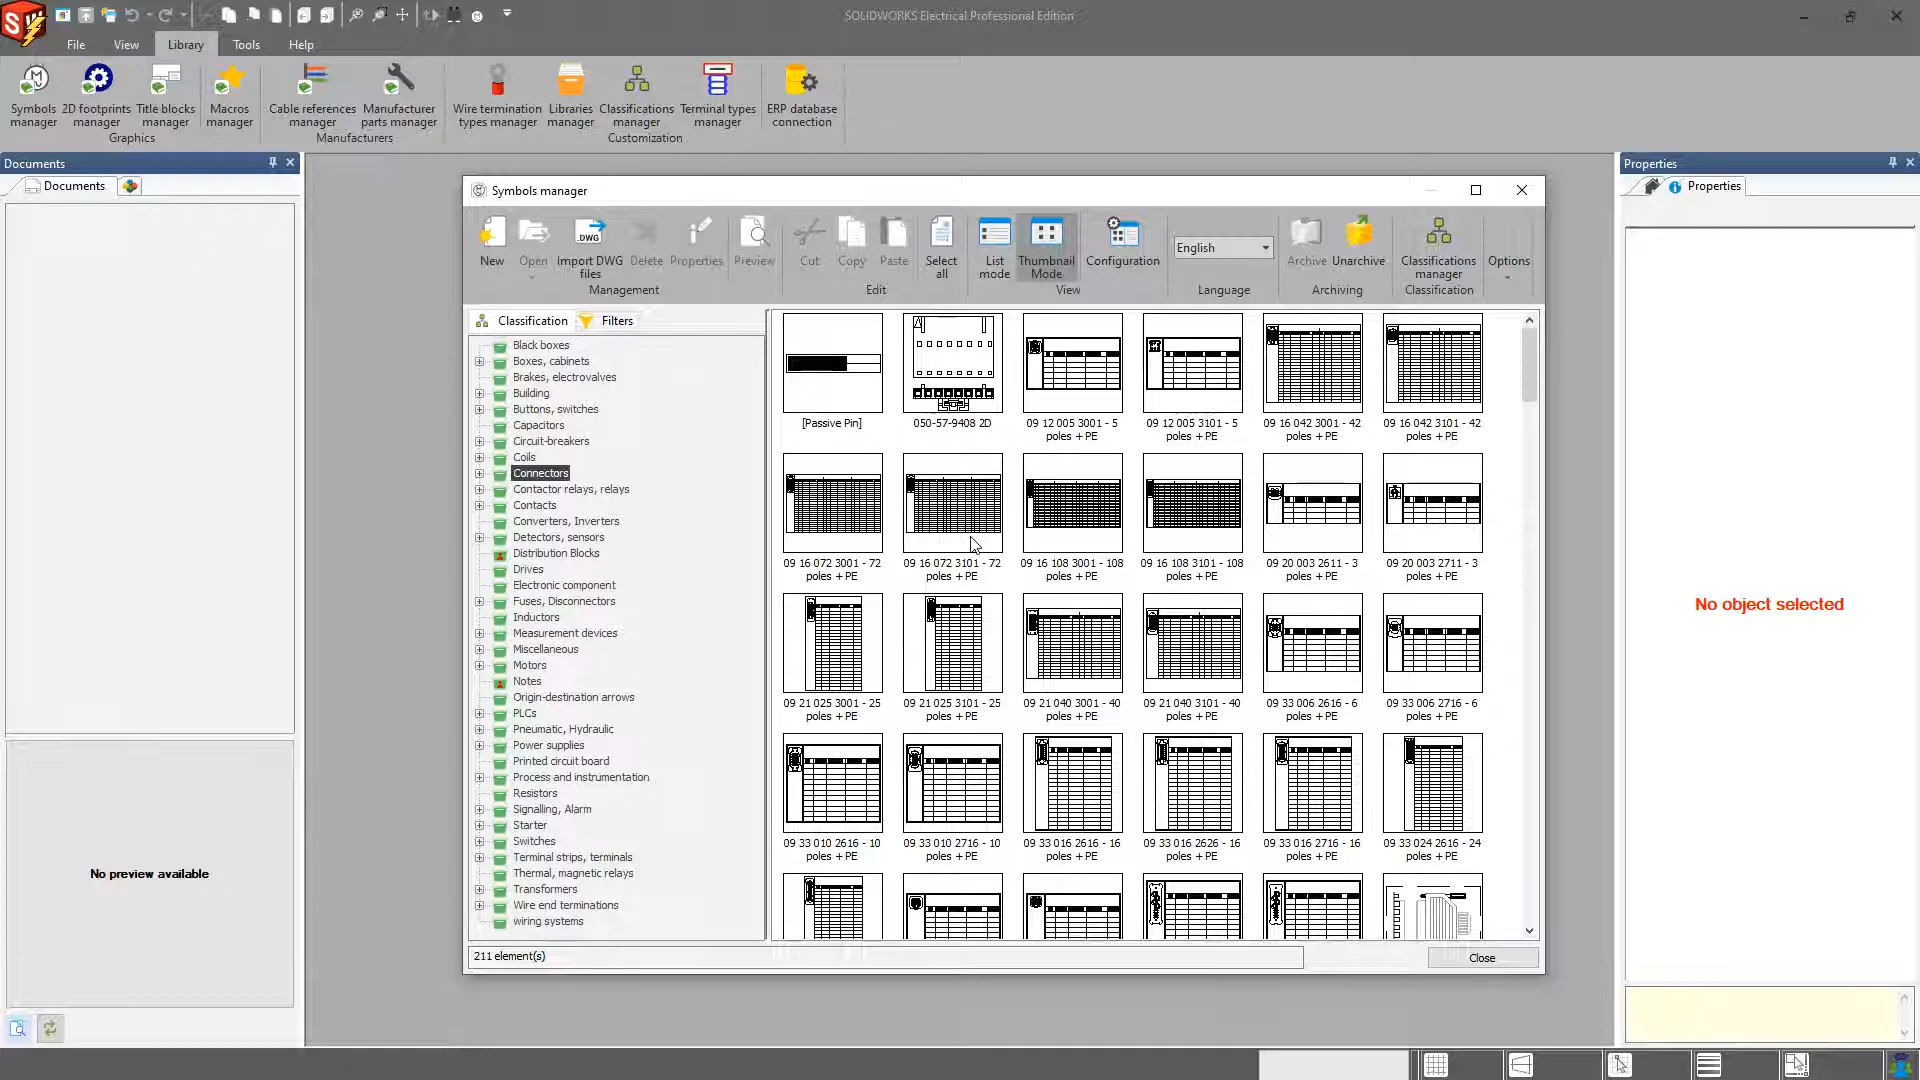 SOLIDWORKS Electrical Professional Edition
File View Library Tools Help
Symbols manager
2D footprints manager
Title blocks manager
Macros manager
Cable references manager
Manufacturer parts manager
Wire termination types manager
Libraries manager
Classifications manager
Terminal types manager
ERP database connection
Graphics Manufacturers Customization
Documents
Documents
Properties
Properties
Symbols manager
New
Open
Import DWG files
Delete
Properties
Preview
Cut
Copy
Paste
Select all
List mode
Thumbnail Mode
Configuration
English
Archive
Unarchive
Classifications manager
Options
Management Edit View Language Archiving Classification
Classification Filters
Black boxes
Boxes, cabinets
Brakes, electrovalves
Building
Buttons, switches
Capacitors
Circuit-breakers
Coils
Connectors
Contactor relays, relays
Contacts
Converters, Inverters
Detectors, sensors
Distribution Blocks
Drives
Electronic component
Fuses, Disconnectors
Inductors
Measurement devices
Miscellaneous
Motors
Notes
Origin-destination arrows
PLCs
Pneumatic, Hydraulic
Power supplies
Printed circuit board
Process and instrumentation
Resistors
Signalling, Alarm
Starter
Switches
Terminal strips, terminals
Thermal, magnetic relays
Transformers
Wire end terminations
wiring systems
[Passive Pin]
050-57-9408 2D
09 12 005 3001 - 5 poles + PE
09 12 005 3101 - 5 poles + PE
09 16 042 3001 - 42 poles + PE
09 16 042 3101 - 42 poles + PE
09 16 072 3001 - 72 poles + PE
09 16 072 3101 - 72 poles + PE
09 16 108 3001 - 108 poles + PE
09 16 108 3101 - 108 poles + PE
09 20 003 2611 - 3 poles + PE
09 20 003 2711 - 3 poles + PE
09 21 025 3001 - 25 poles + PE
09 21 025 3101 - 25 poles + PE
09 21 040 3001 - 40 poles + PE
09 21 040 3101 - 40 poles + PE
09 33 006 2616 - 6 poles + PE
09 33 006 2716 - 6 poles + PE
09 33 010 2616 - 10 poles + PE
09 33 010 2716 - 10 poles + PE
09 33 016 2616 - 16 poles + PE
09 33 016 2626 - 16 poles + PE
09 33 016 2716 - 16 poles + PE
09 33 024 2616 - 24 poles + PE
211 element(s)
Close
No preview available
No object selected